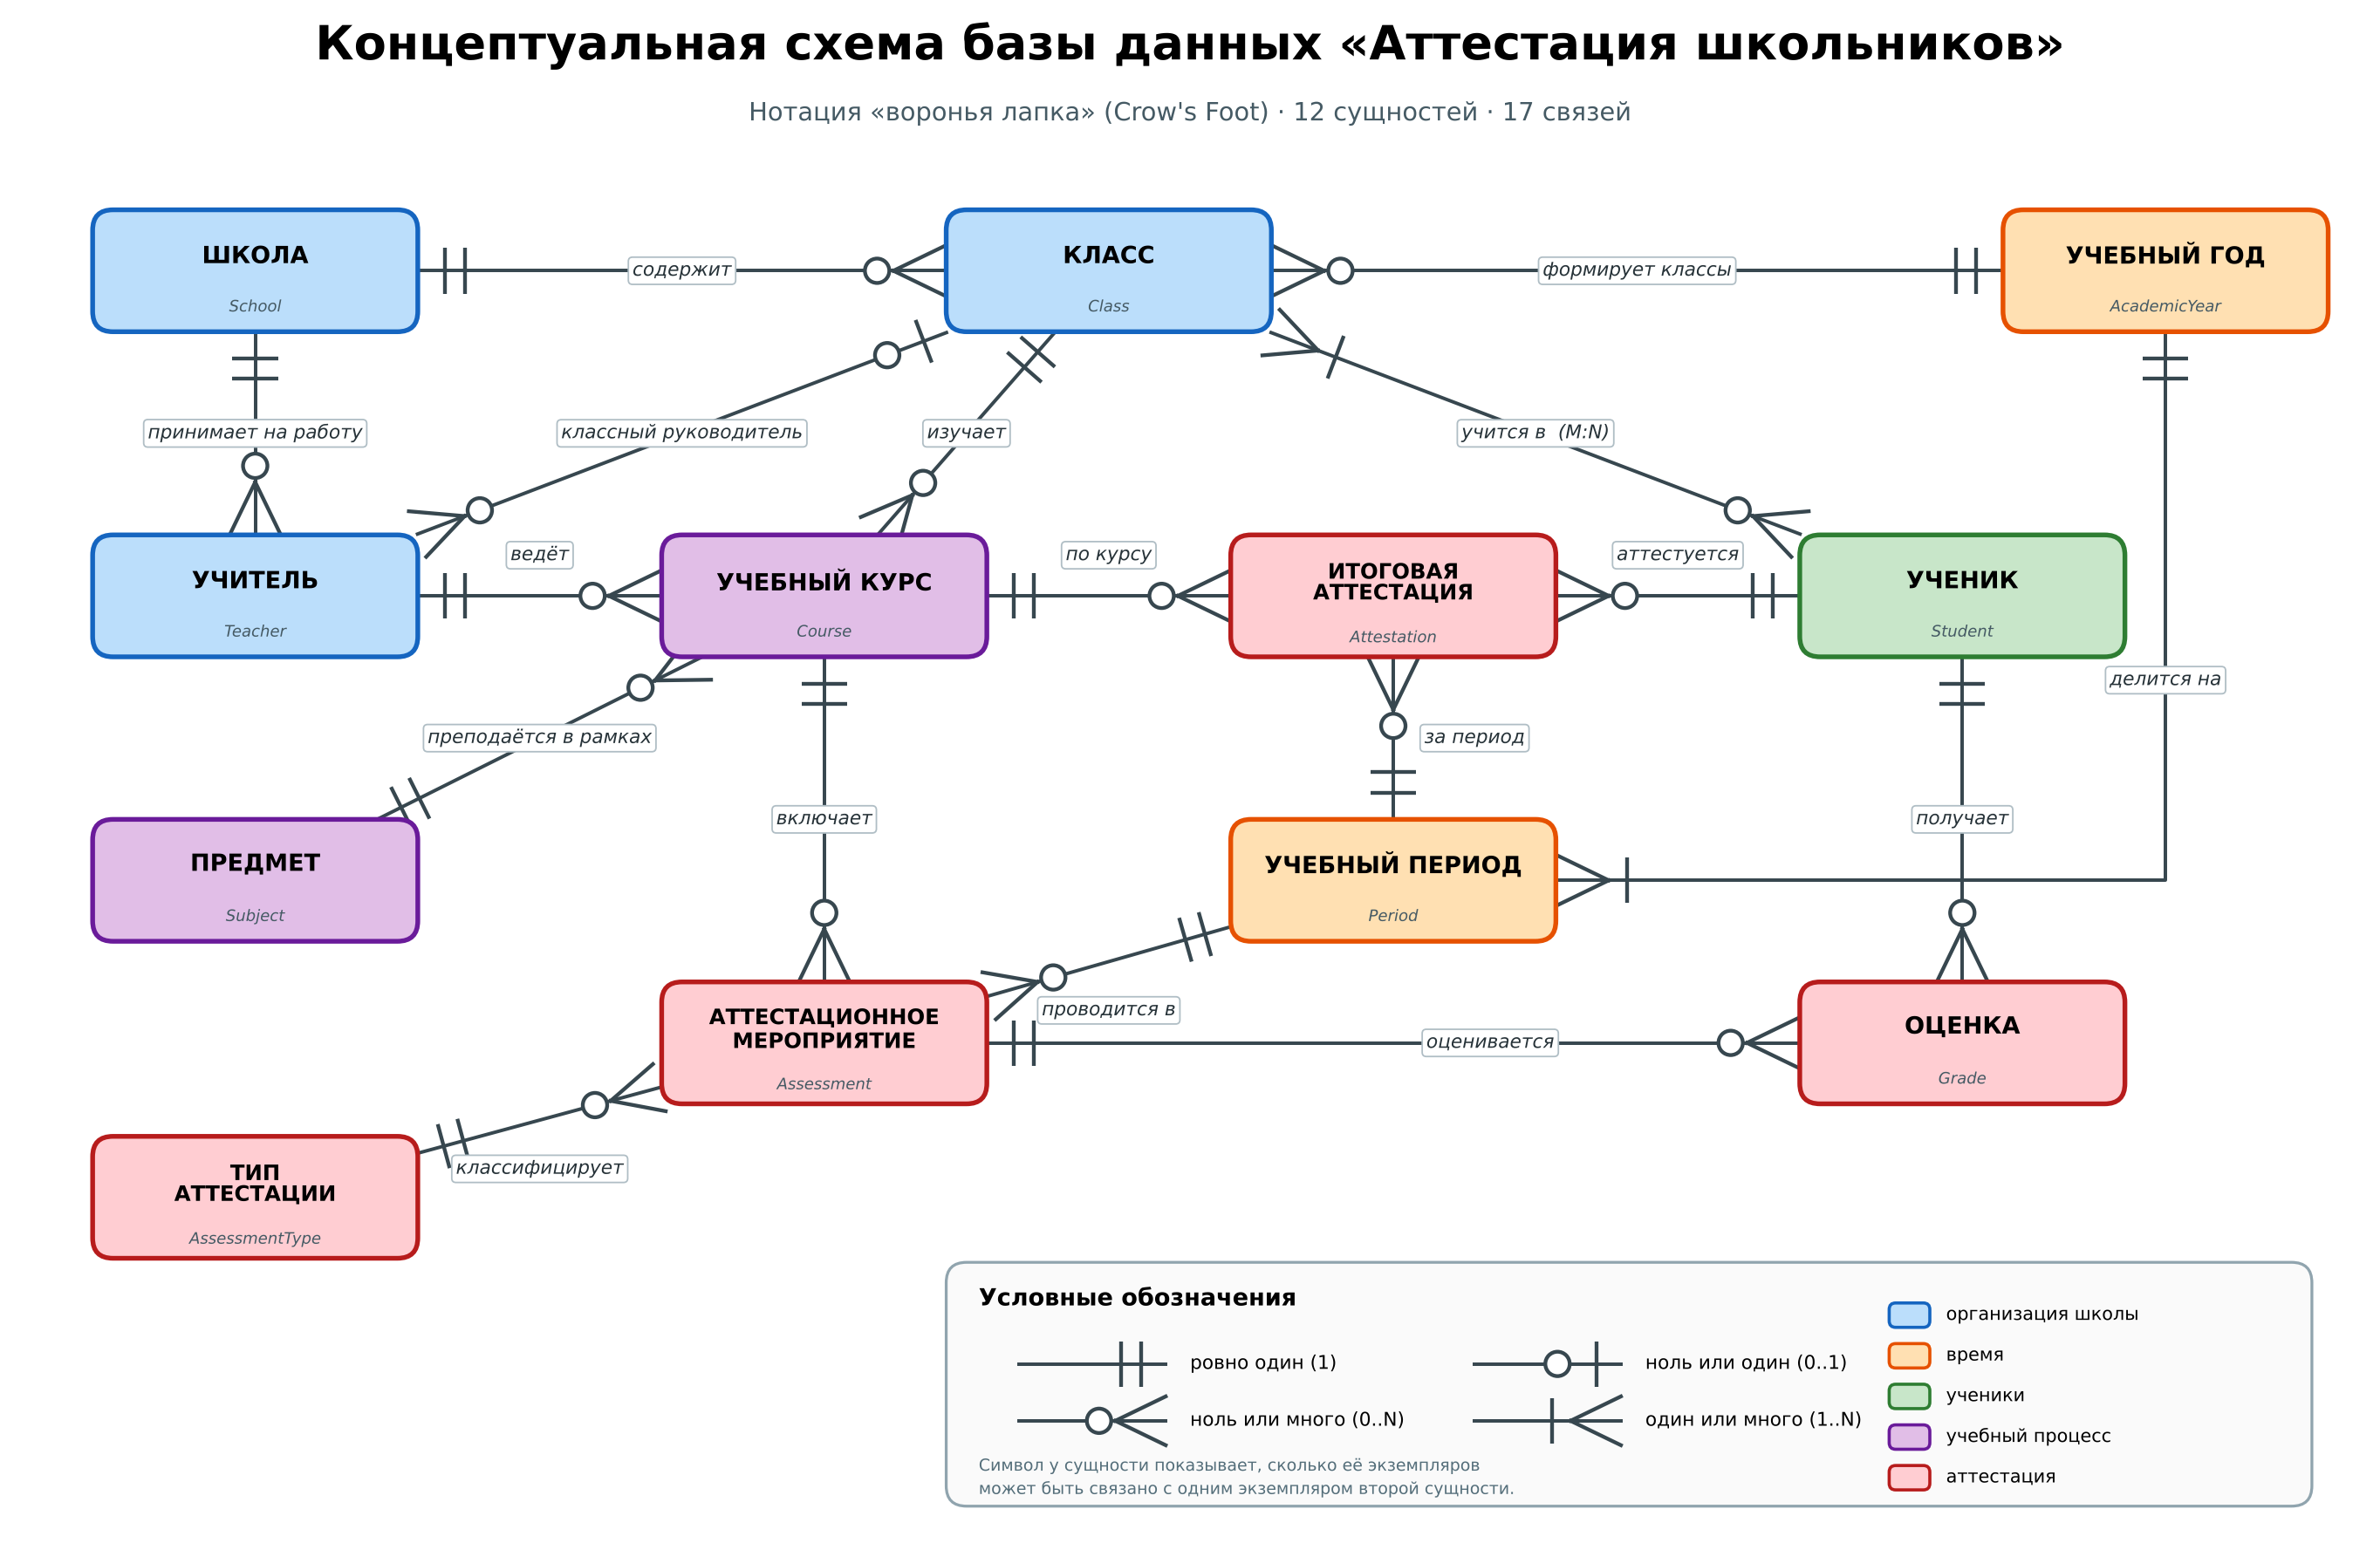 Концептуальная схема базы данных «Аттестация школьников»
Нотация «воронья лапка» (Crow's Foot) · 12 сущностей · 17 связей
ШКОЛА
School
содержит
КЛАСС
Class
формирует классы
УЧЕБНЫЙ ГОД
AcademicYear
принимает на работу
классный руководитель
изучает
учится в (M:N)
УЧИТЕЛЬ
Teacher
ведёт
УЧЕБНЫЙ КУРС
Course
по курсу
ИТОГОВАЯ
АТТЕСТАЦИЯ
Attestation
аттестуется
УЧЕНИК
Student
делится на
преподаётся в рамках
за период
включает
получает
ПРЕДМЕТ
Subject
УЧЕБНЫЙ ПЕРИОД
Period
проводится в
АТТЕСТАЦИОННОЕ
МЕРОПРИЯТИЕ
Assessment
оценивается
ОЦЕНКА
Grade
классифицирует
ТИП
АТТЕСТАЦИИ
AssessmentType
Условные обозначения
ровно один (1)
ноль или один (0..1)
ноль или много (0..N)
один или много (1..N)
Символ у сущности показывает, сколько её экземпляров
может быть связано с одним экземпляром второй сущности.
организация школы
время
ученики
учебный процесс
аттестация